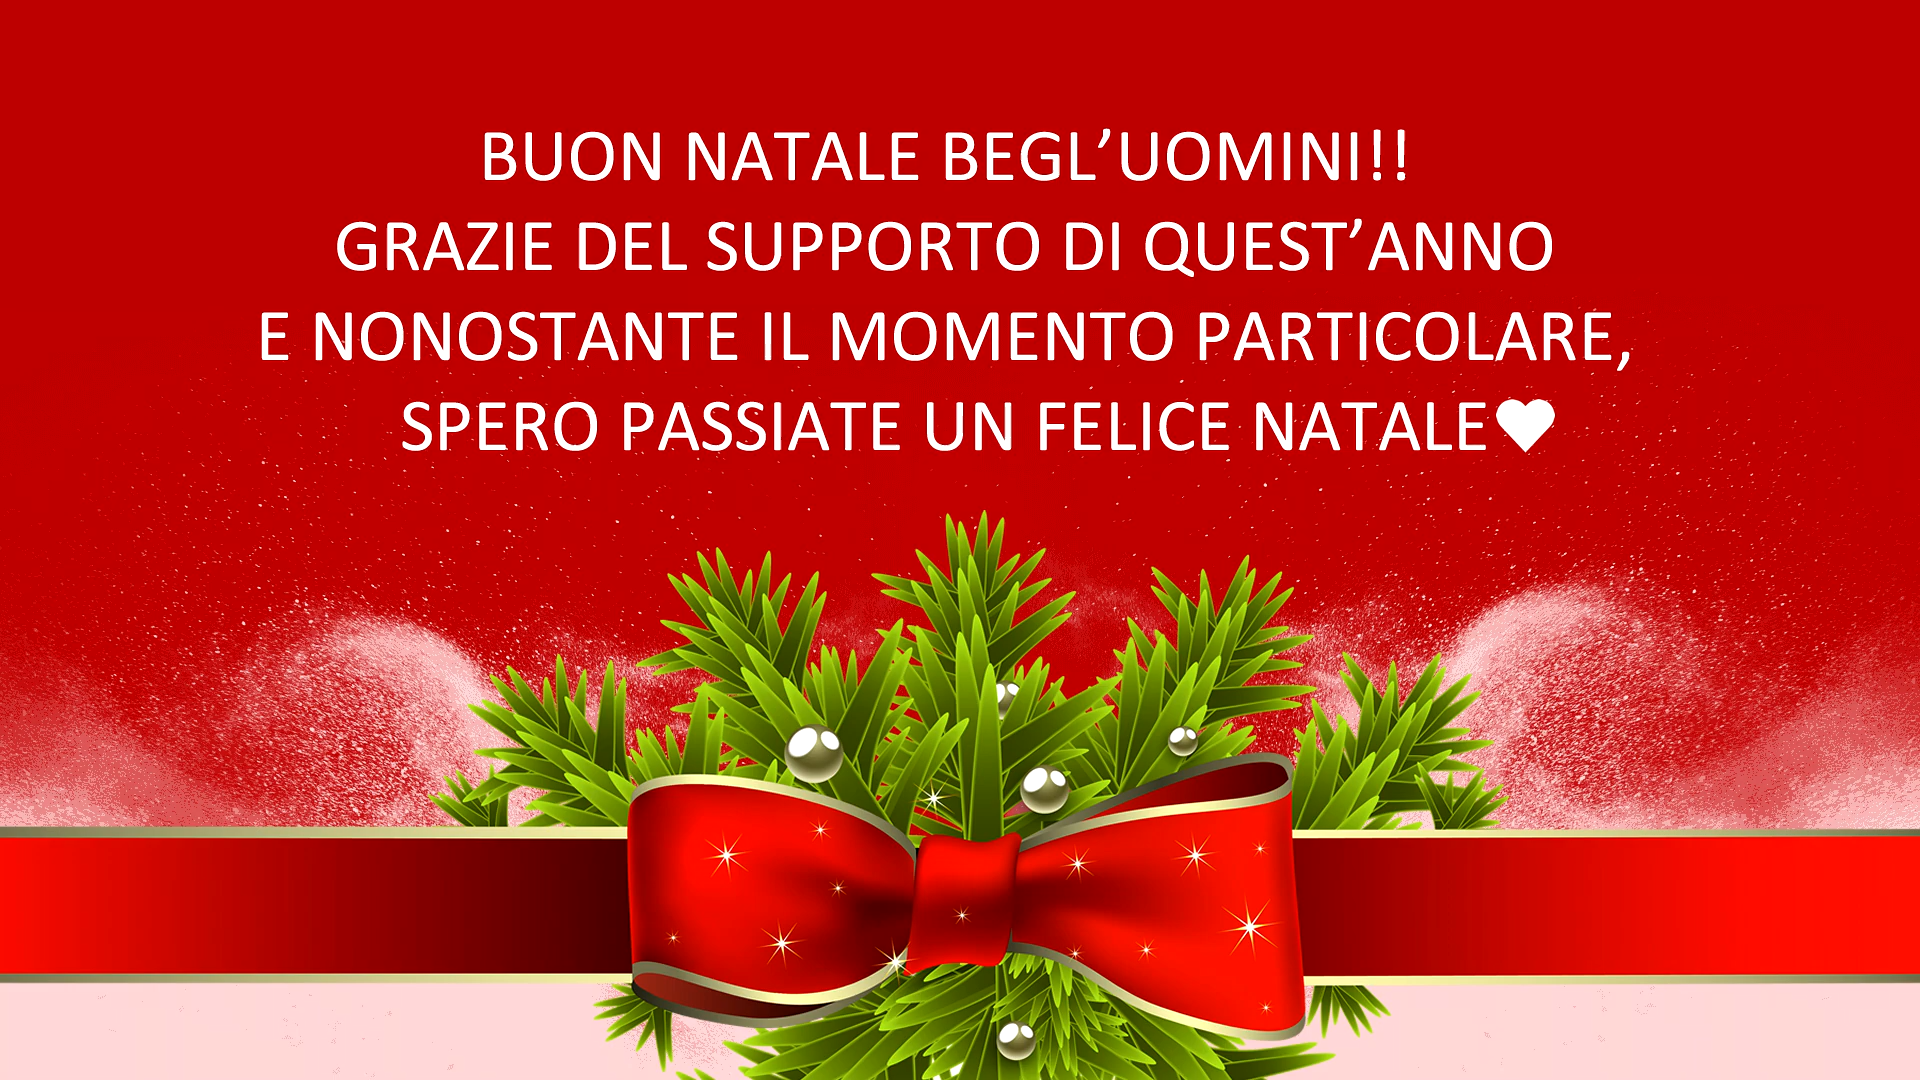 BUON NATALE BEGL’UOMINI!!
GRAZIE DEL SUPPORTO DI QUEST’ANNO
E NONOSTANTE IL MOMENTO PARTICOLARE,
SPERO PASSIATE UN FELICE NATALE♥